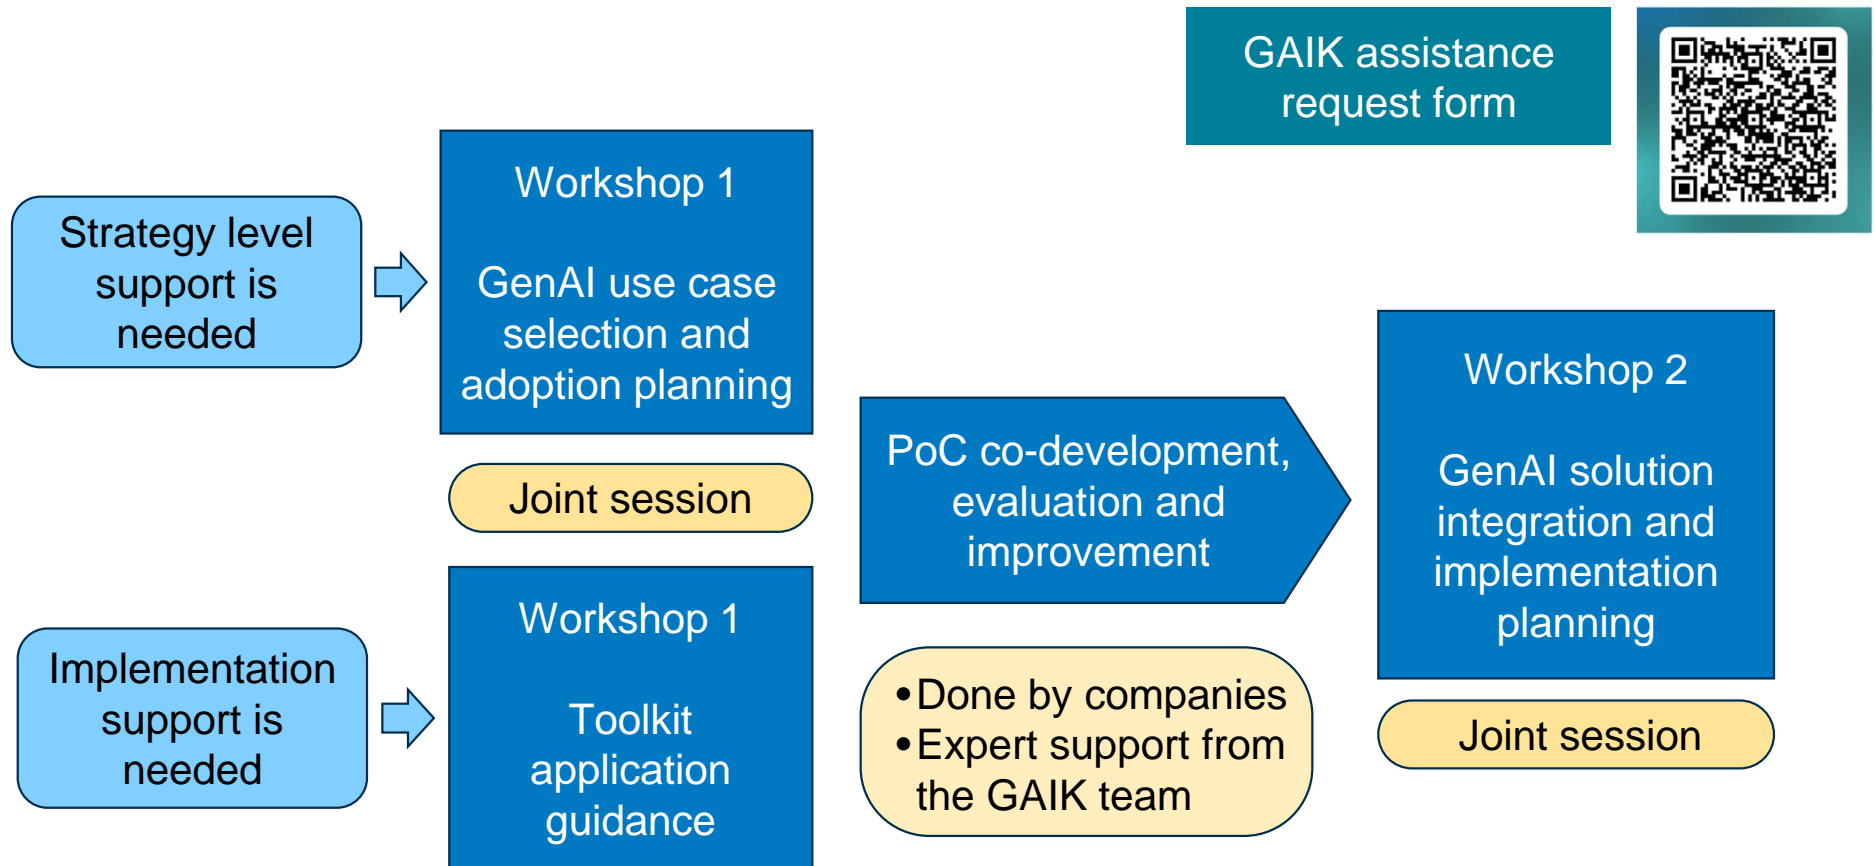 GAIK assistance
request form
Strategy level
support is
needed
Workshop 1
GenAI use case
selection and
adoption planning
Joint session
Implementation
support is
needed
Workshop 1
Toolkit
application
guidance
PoC co-development,
evaluation and
improvement
•Done by companies
•Expert support from
the GAIK team
Workshop 2
GenAI solution
integration and
implementation
planning
Joint session